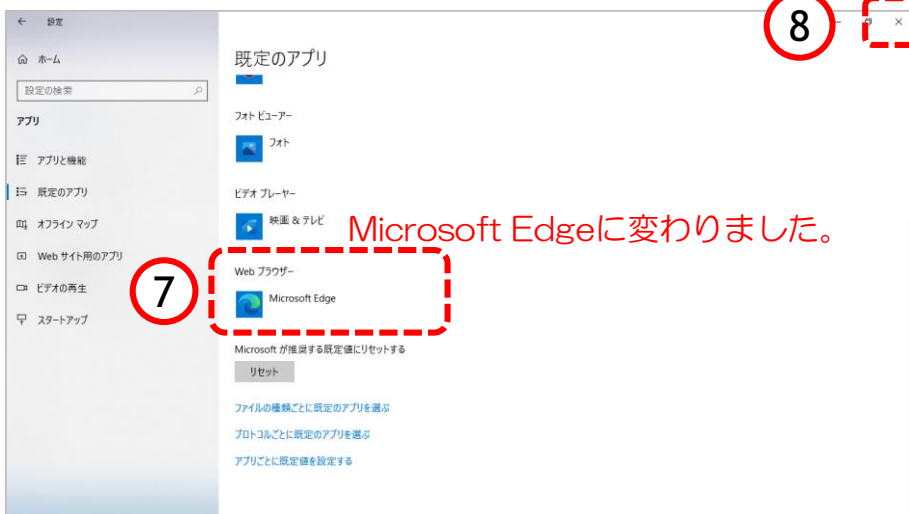 設定
8
ホーム
設定の検索
アプリ
アプリと機能
既定のアプリ
オフライン マップ
Web サイト用のアプリ
ビデオの再生
スタートアップ
既定のアプリ
フォト ビューアー
フォト
ビデオ プレーヤー
映画 & テレビ
Microsoft Edgeに変わりました。
7
Web ブラウザー
Microsoft Edge
Microsoft が推奨する既定値にリセットする
リセット
ファイルの種類ごとに既定のアプリを選ぶ
プロトコルごとに既定のアプリを選ぶ
アプリごとに既定値を設定する